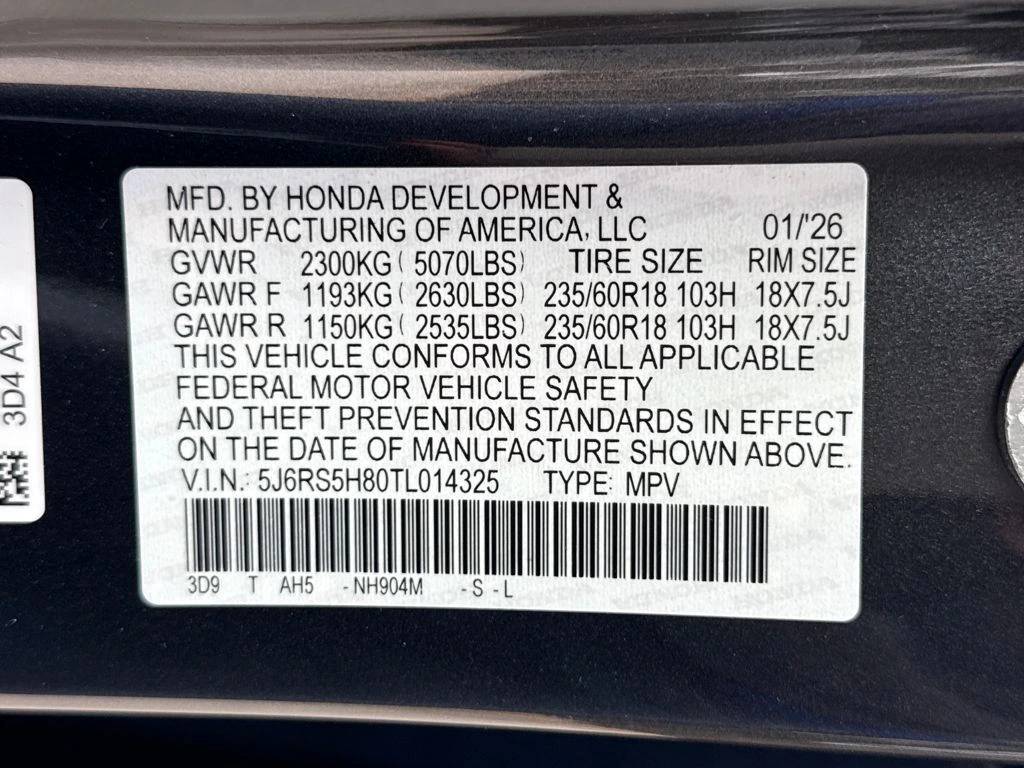 MFD. BY HONDA DEVELOPMENT &
MANUFACTURING OF AMERICA, LLC 01/'26
GVWR 2300KG ( 5070LBS) TIRE SIZE RIM SIZE
GAWR F 1193KG ( 2630LBS) 235/60R18 103H 18X7.5J
GAWR R 1150KG ( 2535LBS) 235/60R18 103H 18X7.5J
THIS VEHICLE CONFORMS TO ALL APPLICABLE
FEDERAL MOTOR VEHICLE SAFETY
AND THEFT PREVENTION STANDARDS IN EFFECT
ON THE DATE OF MANUFACTURE SHOWN ABOVE.
V.I.N.: 5J6RS5H80TL014325 TYPE: MPV
3D9 T AH5 -NH904M -S -L
3D4 A2